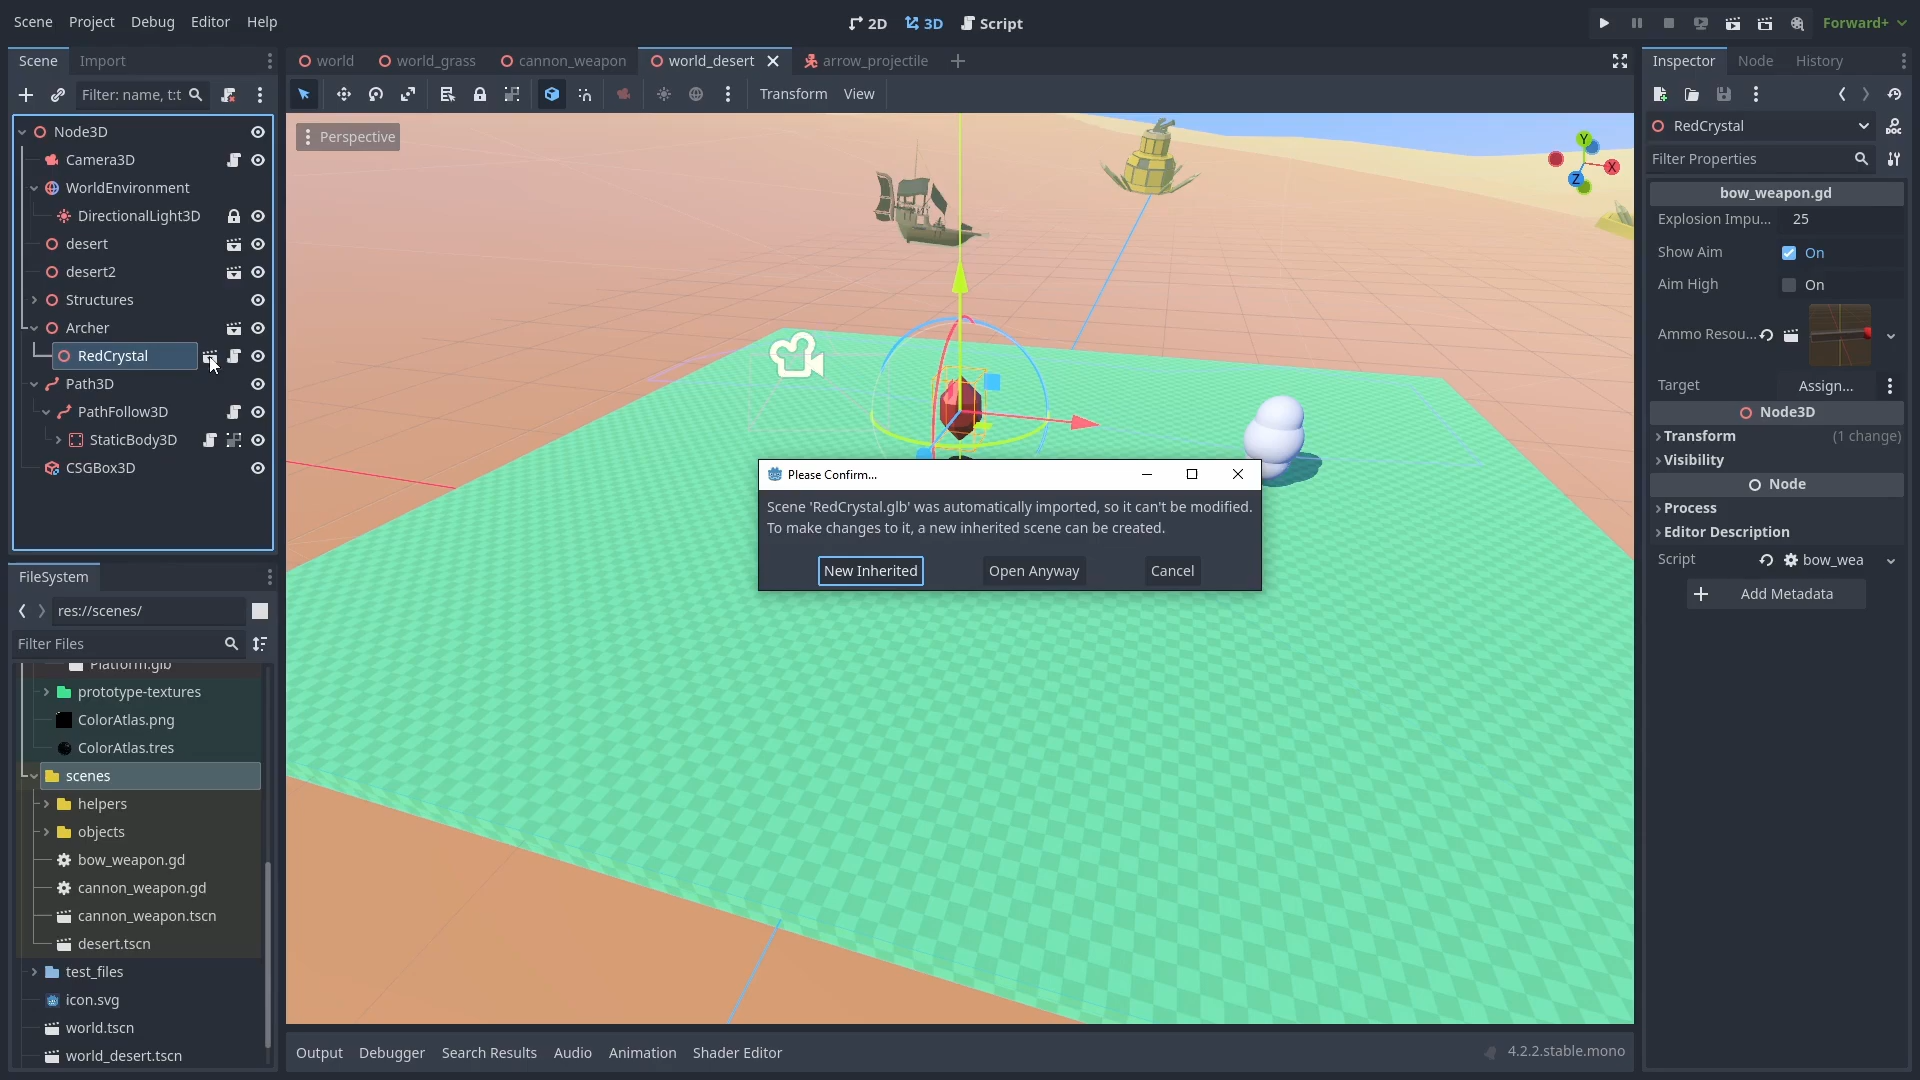 Scene Project Debug Editor Help
2D 3D Script
Forward+
Scene Import
world world_grass cannon_weapon world_desert arrow_projectile
Inspector Node History
Filter: name, t:t
Transform View
Perspective
Y
X
Z
Node3D
Camera3D
WorldEnvironment
DirectionalLight3D
desert
desert2
Structures
Archer
RedCrystal
Path3D
PathFollow3D
StaticBody3D
CSGBox3D
Please Confirm...
Scene 'RedCrystal.glb' was automatically imported, so it can't be modified.
To make changes to it, a new inherited scene can be created.
New Inherited Open Anyway Cancel
FileSystem
res://scenes/
Filter Files
Platform.glb
prototype-textures
ColorAtlas.png
ColorAtlas.tres
scenes
helpers
objects
bow_weapon.gd
cannon_weapon.gd
cannon_weapon.tscn
desert.tscn
test_files
icon.svg
world.tscn
world_desert.tscn
RedCrystal
DOC
Filter Properties
bow_weapon.gd
Explosion Impu... 25
Show Aim On
Aim High On
Ammo Resou...
Target Assign...
Node3D
Transform (1 change)
Visibility
Node
Process
Editor Description
Script bow_wea
Add Metadata
Output Debugger Search Results Audio Animation Shader Editor
4.2.2.stable.mono